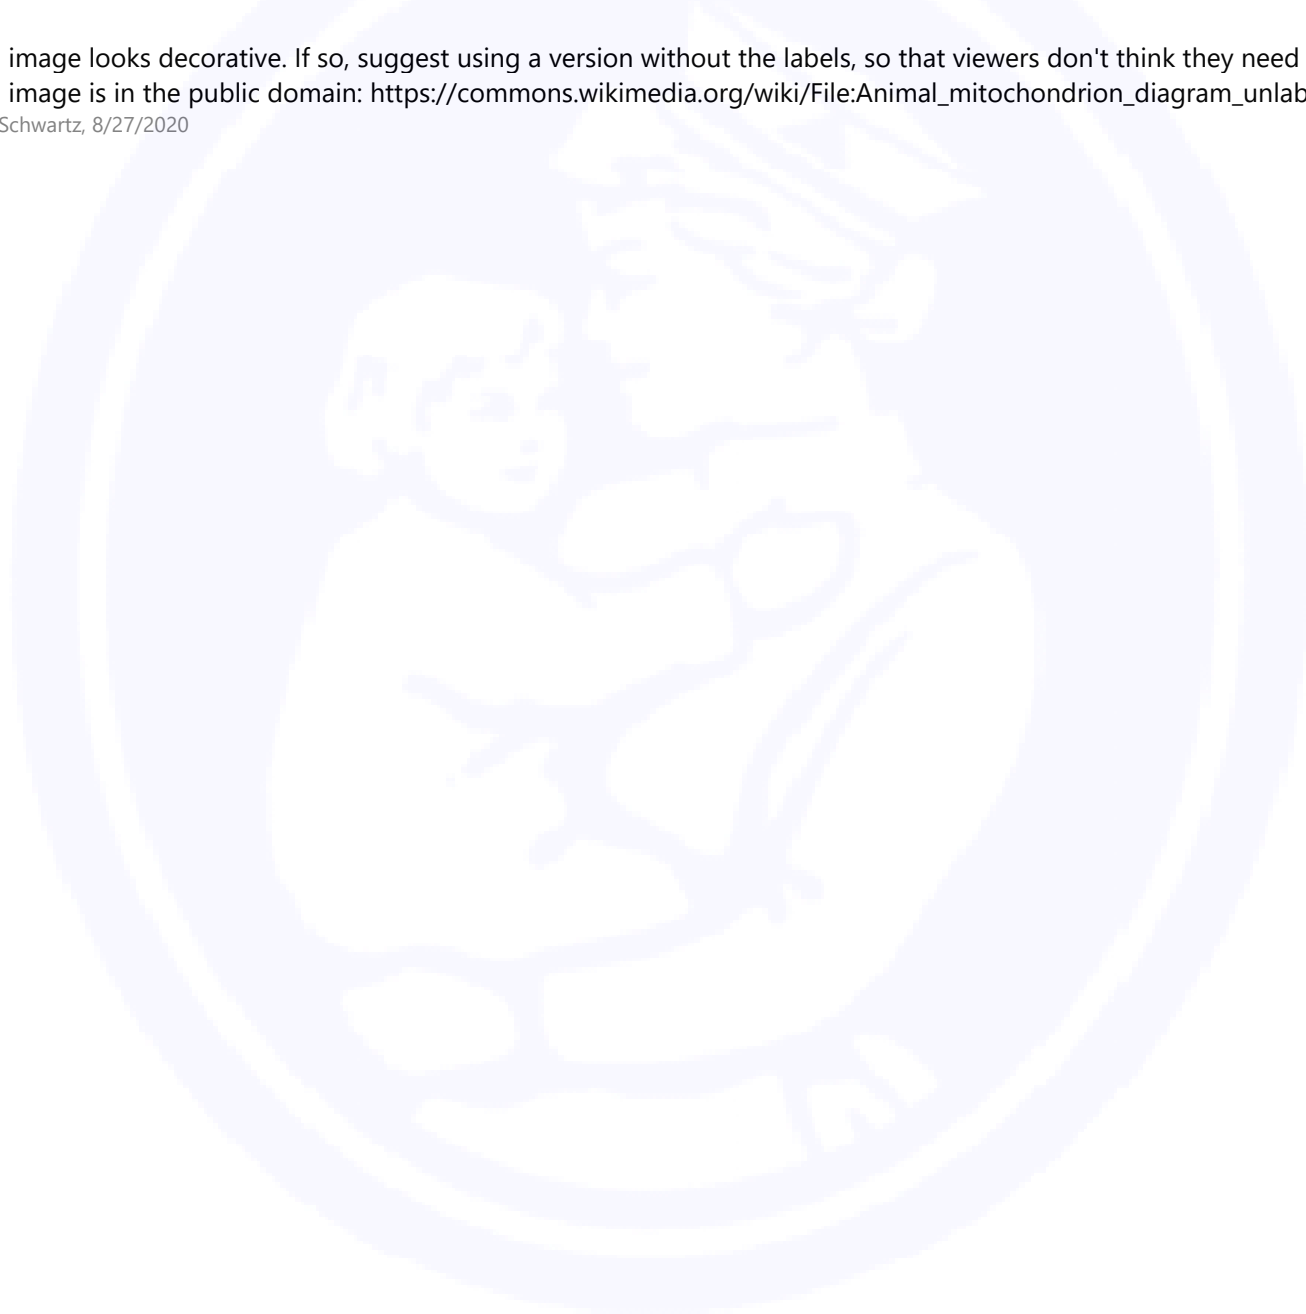 image looks decorative. If so, suggest using a version without the labels, so that viewers don't think they need
image is in the public domain: https://commons.wikimedia.org/wiki/File:Animal_mitochondrion_diagram_unlab
Schwartz, 8/27/2020